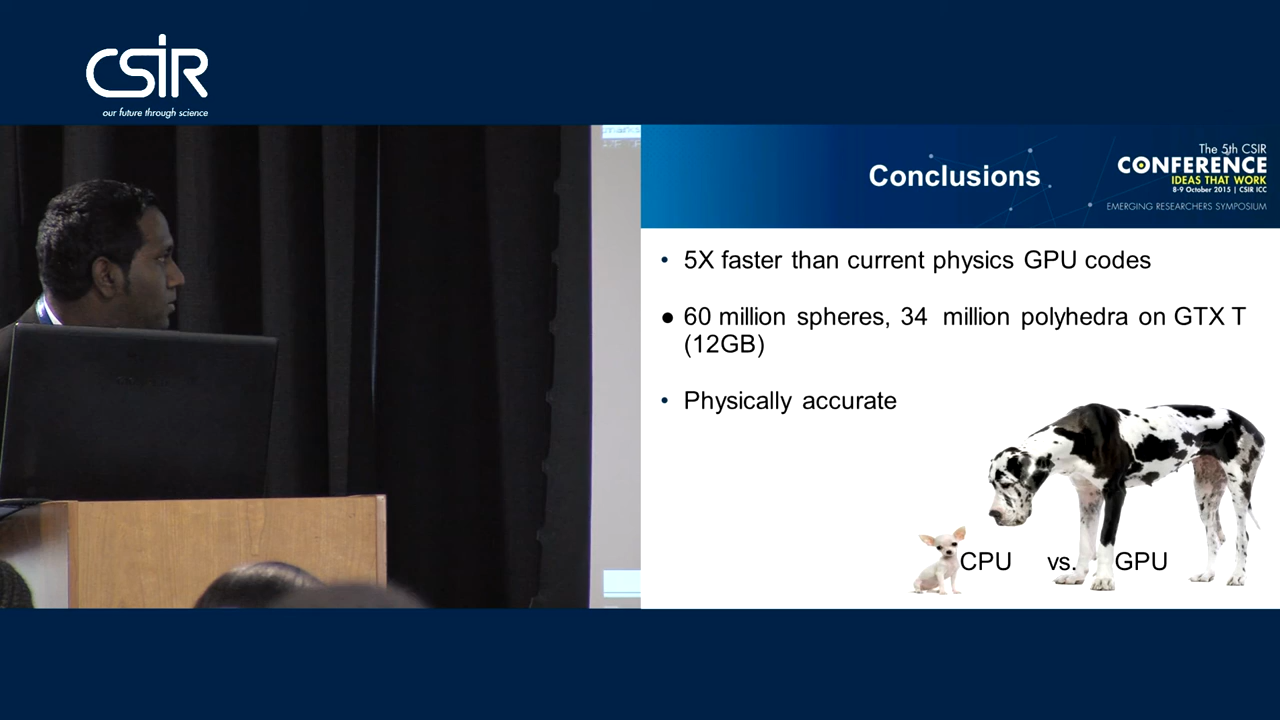 CSIR
our future through science
The 5th CSIR
CONFERENCE
IDEAS THAT WORK
8-9 October 2015 | CSIR ICC
EMERGING RESEARCHERS SYMPOSIUM
Conclusions
• 5X faster than current physics GPU codes
● 60 million spheres, 34 million polyhedra on GTX T
(12GB)
• Physically accurate
CPU vs. GPU